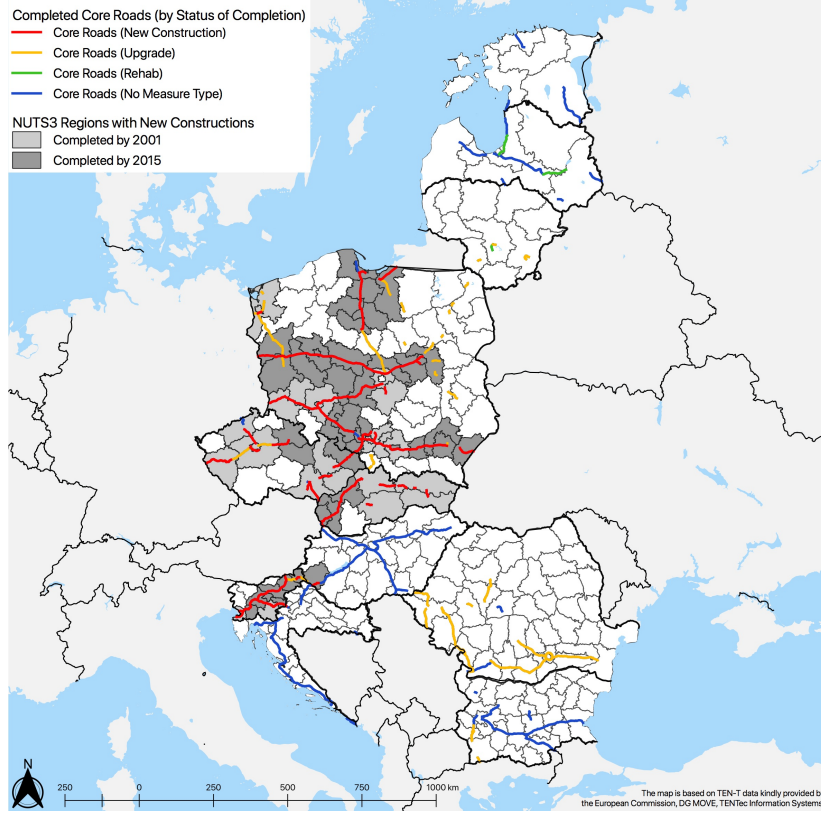 Completed Core Roads (by Status of Completion)
Core Roads (New Construction)
Core Roads (Upgrade)
Core Roads (Rehab)
Core Roads (No Measure Type)
NUTS3 Regions with New Constructions
Completed by 2001
Completed by 2015
N
250 0 250 500 750 1000 km
The map is based on TEN-T data kindly provided b
the European Commission, DG MOVE, TENTec Information Systems